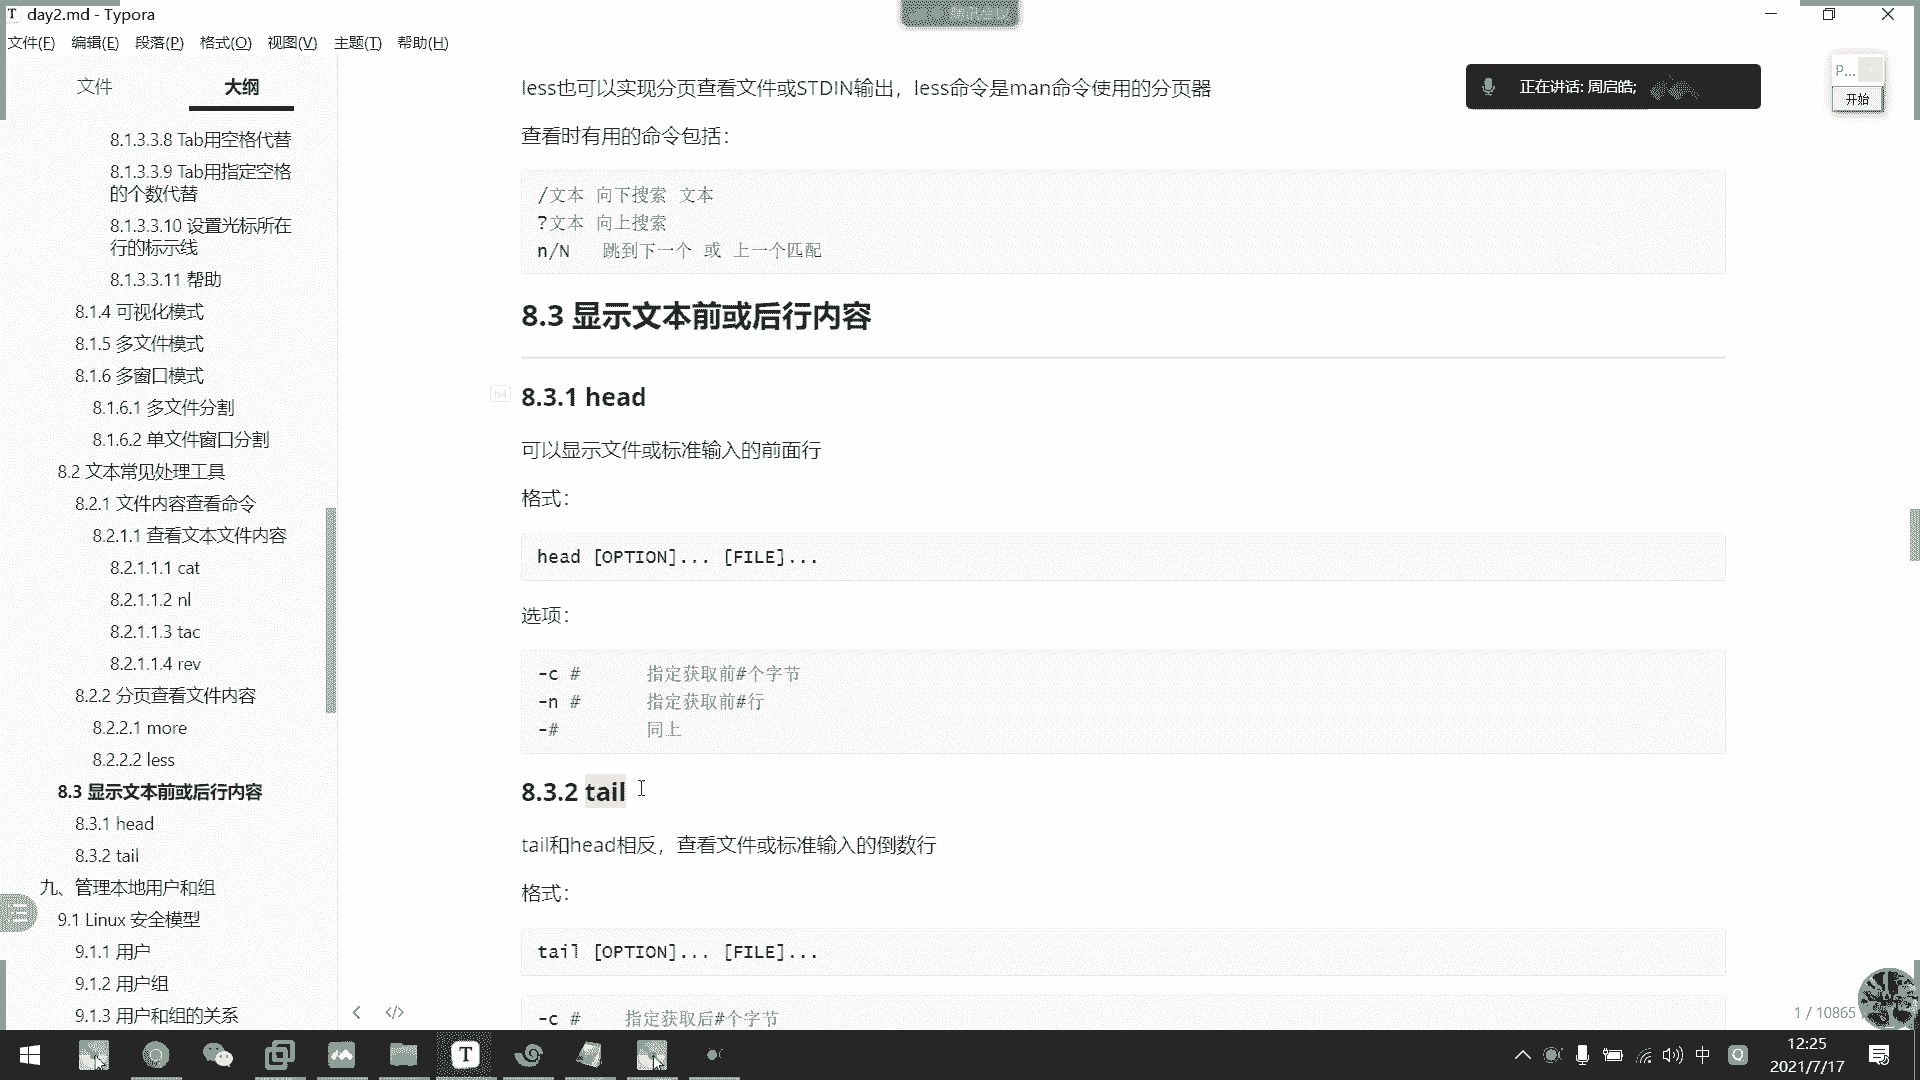 day2.md - Typora
文件(F) 编辑(E) 段落(P) 格式(O) 视图(V) 主题(T) 帮助(H)
文件 大纲
8.1.3.3.8 Tab用空格代替
8.1.3.3.9 Tab用指定空格
的个数代替
8.1.3.3.10 设置光标所在
行的标示线
8.1.3.3.11 帮助
8.1.4 可视化模式
8.1.5 多文件模式
8.1.6 多窗口模式
8.1.6.1 多文件分割
8.1.6.2 单文件窗口分割
8.2 文本常见处理工具
8.2.1 文件内容查看命令
8.2.1.1 查看文本文件内容
8.2.1.1.1 cat
8.2.1.1.2 nl
8.2.1.1.3 tac
8.2.1.1.4 rev
8.2.2 分页查看文件内容
8.2.2.1 more
8.2.2.2 less
8.3 显示文本前或后行内容
8.3.1 head
8.3.2 tail
九、管理本地用户和组
9.1 Linux 安全模型
9.1.1 用户
9.1.2 用户组
9.1.3 用户和组的关系
less也可以实现分页查看文件或STDIN输出，less命令是man命令使用的分页器
查看时有用的命令包括：
/文本 向下搜索 文本
?文本 向上搜索
n/N 跳到下一个 或 上一个匹配
8.3 显示文本前或后行内容
h4
8.3.1 head
可以显示文件或标准输入的前面行
格式：
head [OPTION]... [FILE]...
选项：
-c # 指定获取前#个字节
-n # 指定获取前#行
-# 同上
8.3.2 tail
tail和head相反，查看文件或标准输入的倒数行
格式：
tail [OPTION]... [FILE]...
-c # 指定获取后#个字节
正在讲话: 周启皓;
P...
开始
1 / 10865
中
12:25
2021/7/17